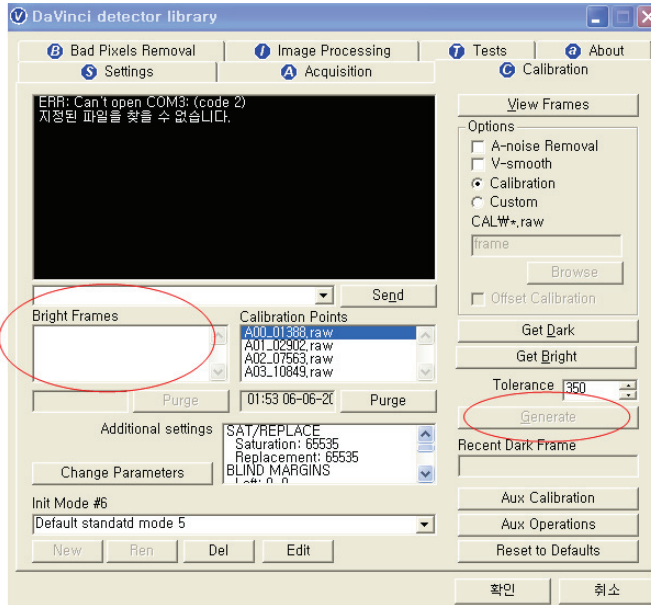 DaVinci detector library
Bad Pixels Removal
Image Processing
Tests
About
Settings
Acquisition
Calibration
ERR: Can't open COM3: (code 2)
지정된 파일을 찾을 수 없습니다.
Send
Bright Frames
Calibration Points
A00_01388.raw
A01_02902.raw
A02_07563.raw
A03_10849.raw
Purge
01:53 06-06-20
Purge
Additional settings
SAT/REPLACE
Saturation: 65535
Replacement: 65535
BLIND MARGINS
Change Parameters
Init Mode #6
Default standatd mode 5
New
Ren
Del
Edit
View Frames
Options
A-noise Removal
V-smooth
Calibration
Custom
CAL₩*.raw
frame
Browse
Offset Calibration
Get Dark
Get Bright
Tolerance
350
Generate
Recent Dark Frame
Aux Calibration
Aux Operations
Reset to Defaults
확인
취소